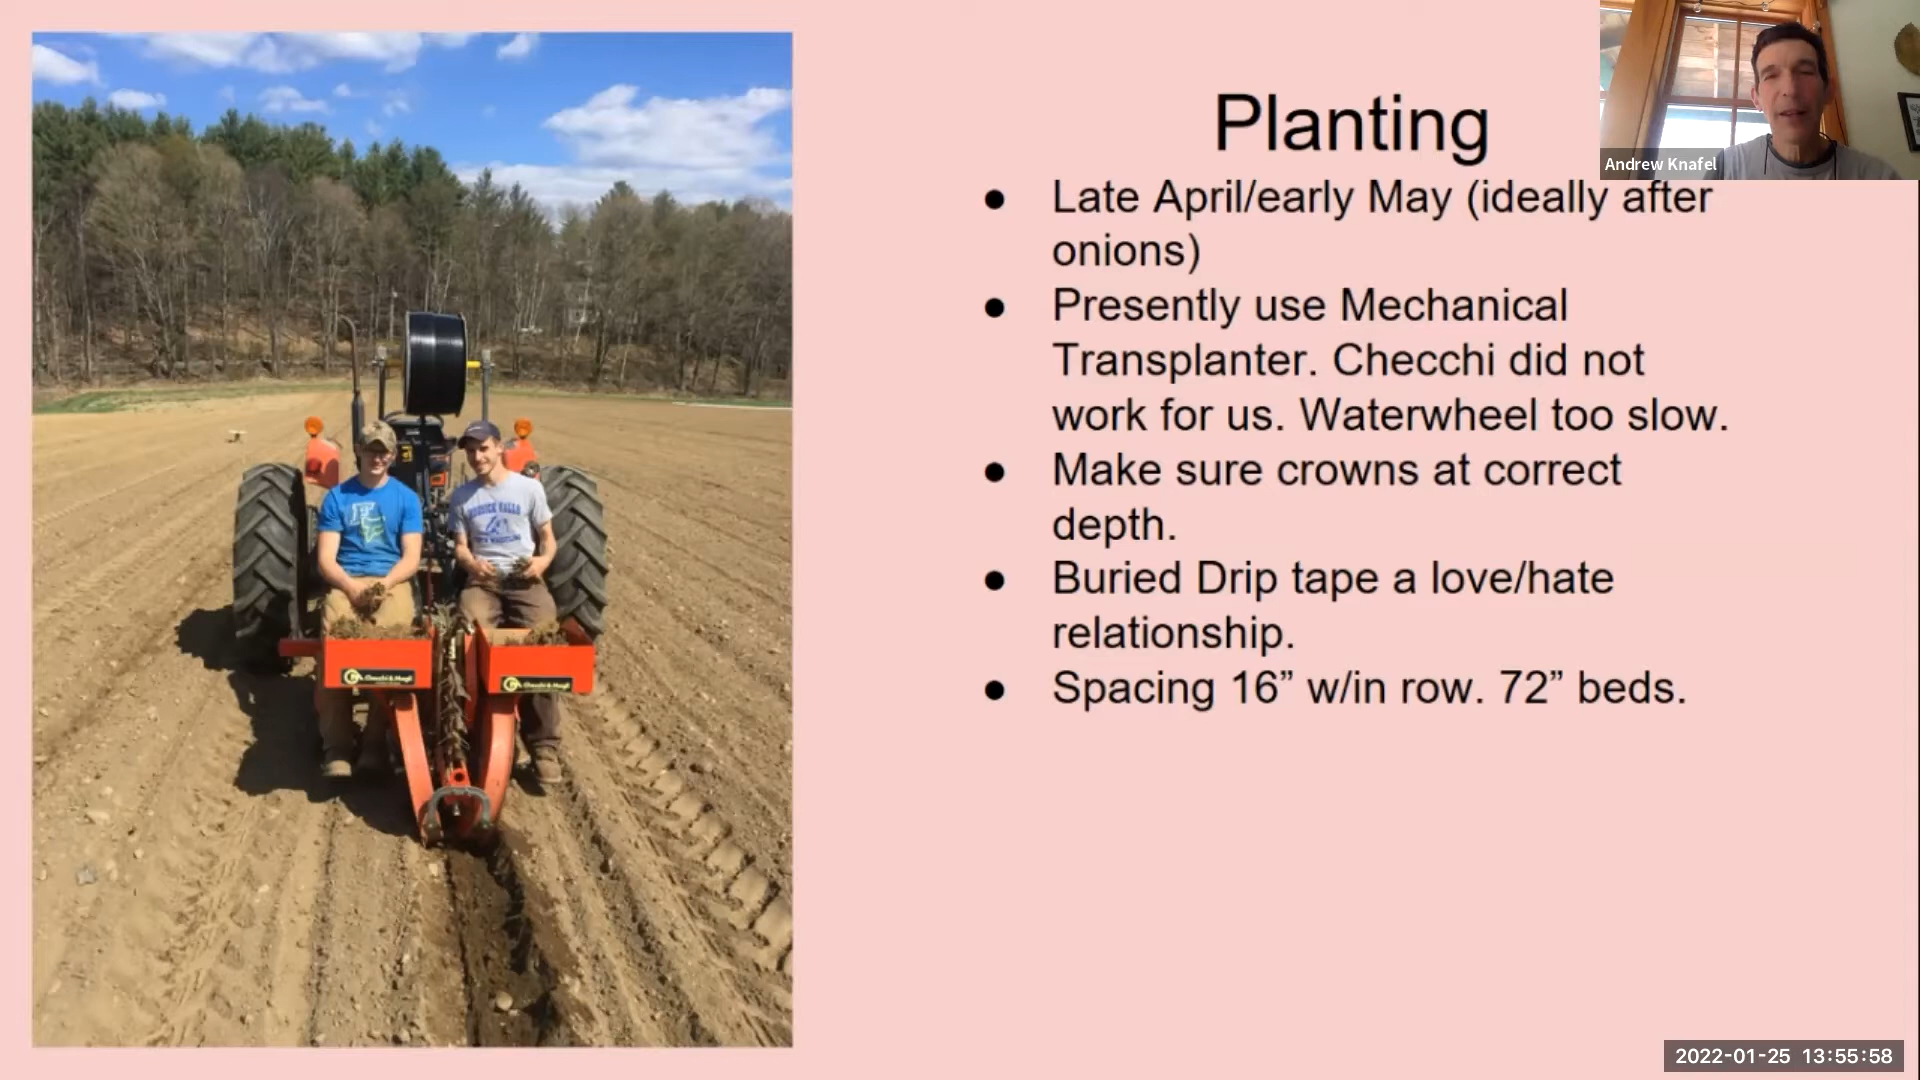 Planting
Andrew Knafel
● Late April/early May (ideally after
onions)
● Presently use Mechanical
Transplanter. Checchi did not
work for us. Waterwheel too slow.
● Make sure crowns at correct
depth.
● Buried Drip tape a love/hate
relationship.
● Spacing 16” w/in row. 72” beds.
Checchi & Magli
2022-01-25 13:55:58